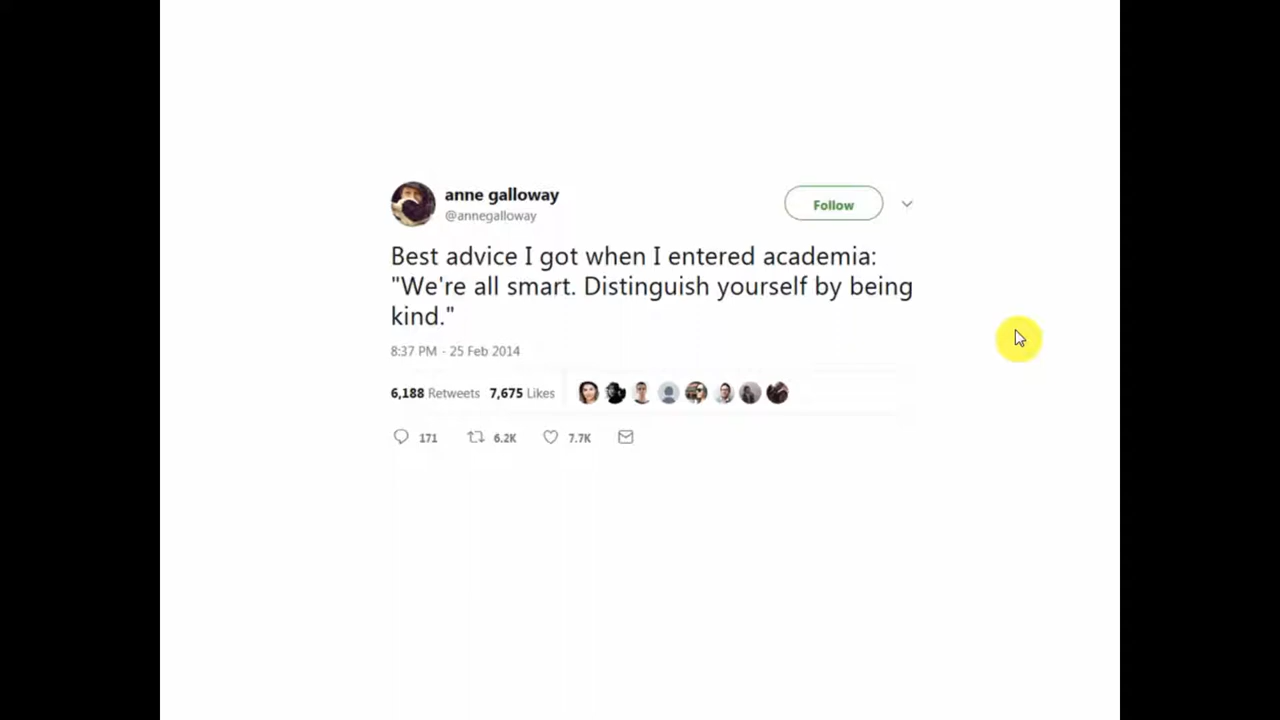 anne galloway
@annegalloway
Follow
Best advice I got when I entered academia:
"We're all smart. Distinguish yourself by being
kind."
8:37 PM - 25 Feb 2014
6,188 Retweets 7,675 Likes
171 6.2K 7.7K